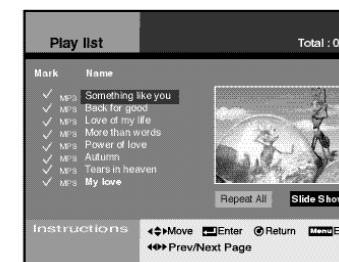 Play list Total : 0
Mark Name
MP3 Something like you
MP3 Back for good
MP3 Love of my life
MP3 More than words
MP3 Power of love
MP3 Autumn
MP3 Tears in heaven
MP3 My love
Repeat All Slide Show
Instructions Move Enter Return Menu E
Prev/Next Page